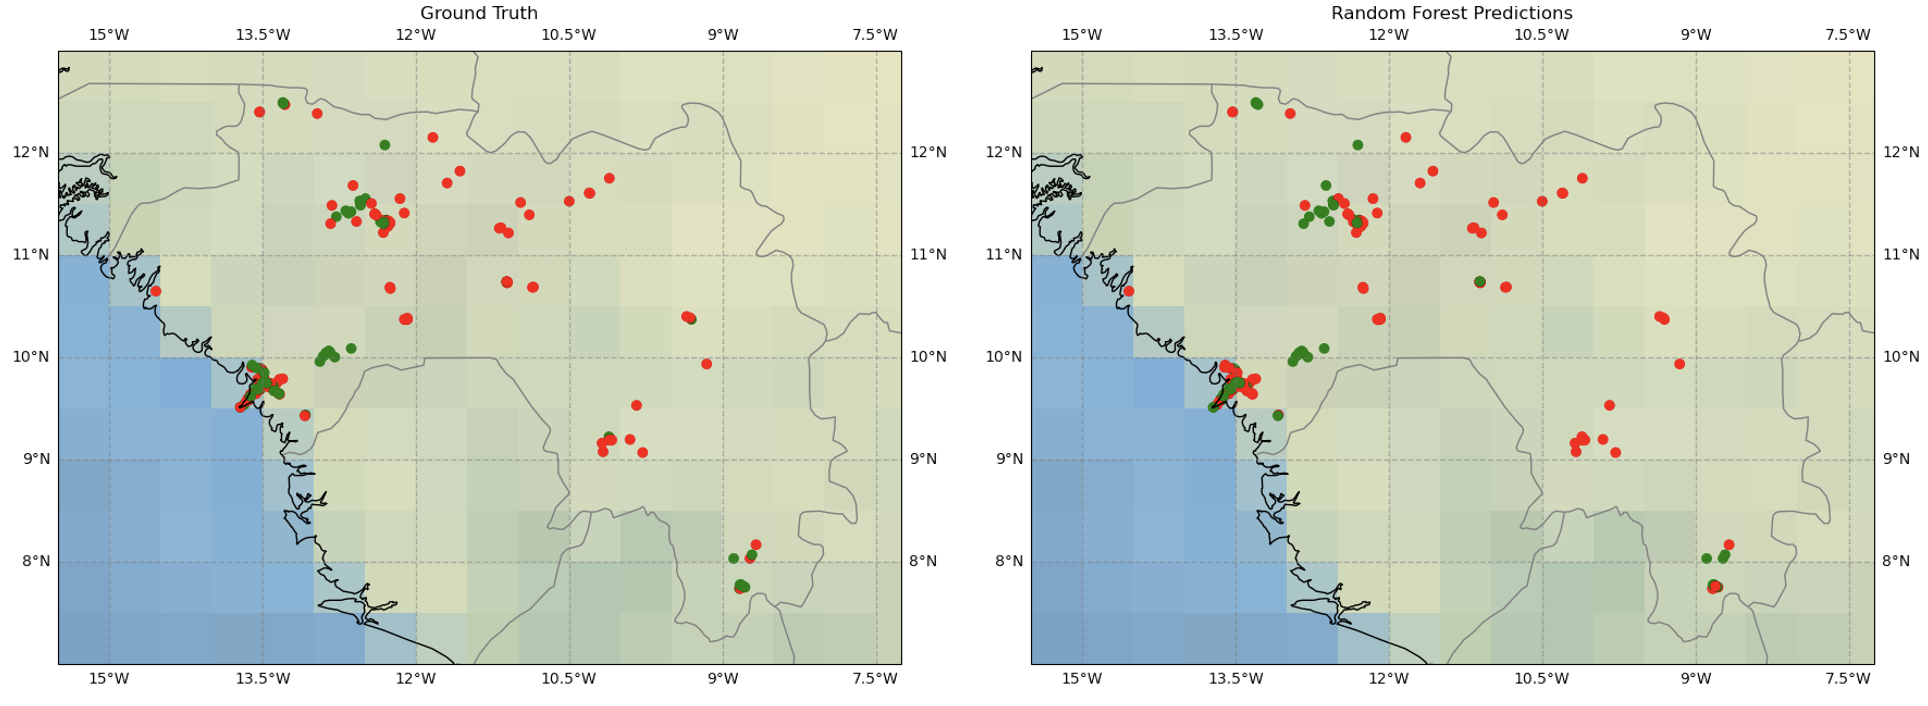 Ground Truth
Random Forest Predictions
15°W 13.5°W 12°W 10.5°W 9°W 7.5°W
15°W 13.5°W 12°W 10.5°W 9°W 7.5°W
12°N 12°N 12°N 12°N
11°N 11°N 11°N 11°N
10°N 10°N 10°N 10°N
9°N 9°N 9°N 9°N
8°N 8°N 8°N 8°N
15°W 13.5°W 12°W 10.5°W 9°W 7.5°W
15°W 13.5°W 12°W 10.5°W 9°W 7.5°W